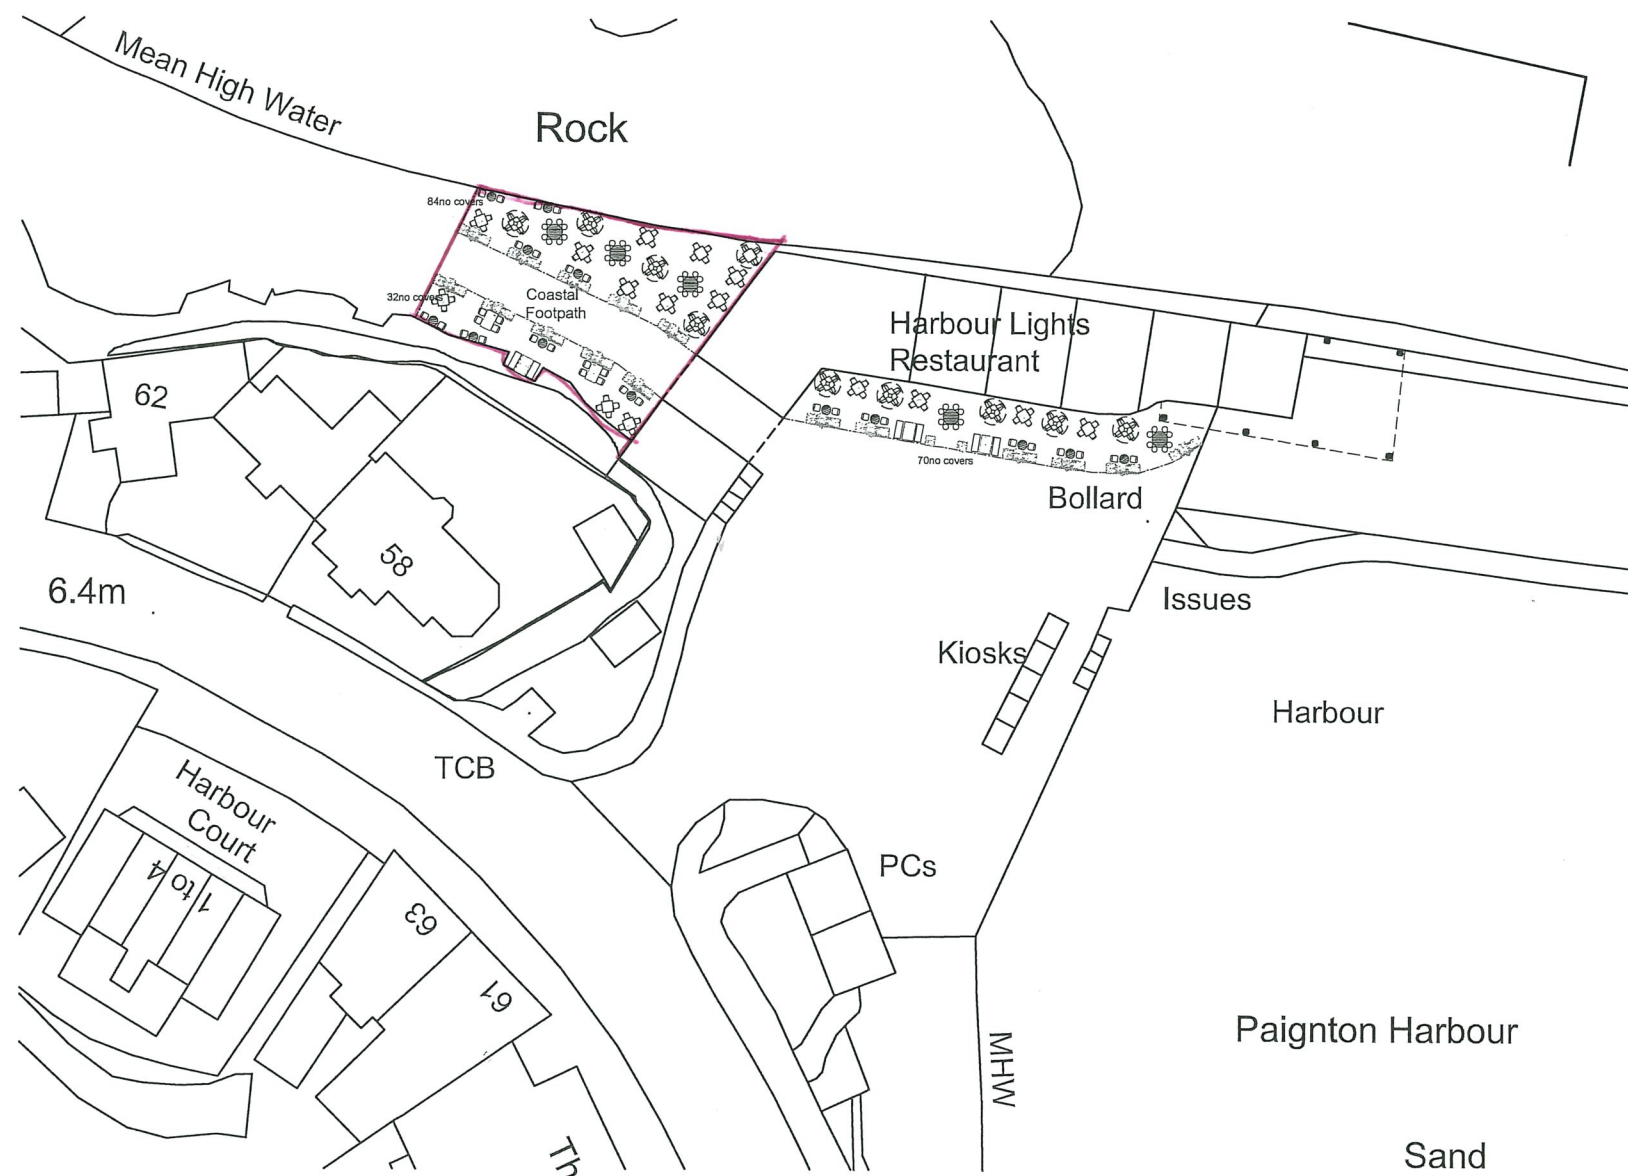 Mean High Water
Rock
84no covers
32no covers
Coastal
Footpath
Harbour Lights
Restaurant
62
70no covers
Bollard
58
6.4m
Issues
Kiosks
Harbour
TCB
Harbour
Court
1 to 4
PCs
63
61
Paignton Harbour
MHW
Th
Sand